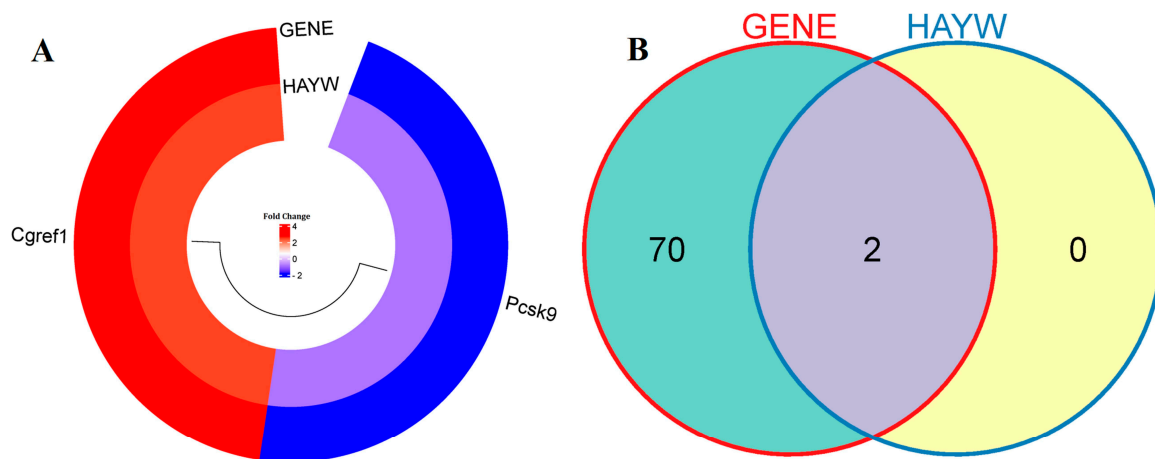 A
GENE
HAYW
Cgref1
Pcsk9
Fold Change
4
2
0
- 2
B
GENE
HAYW
70
2
0